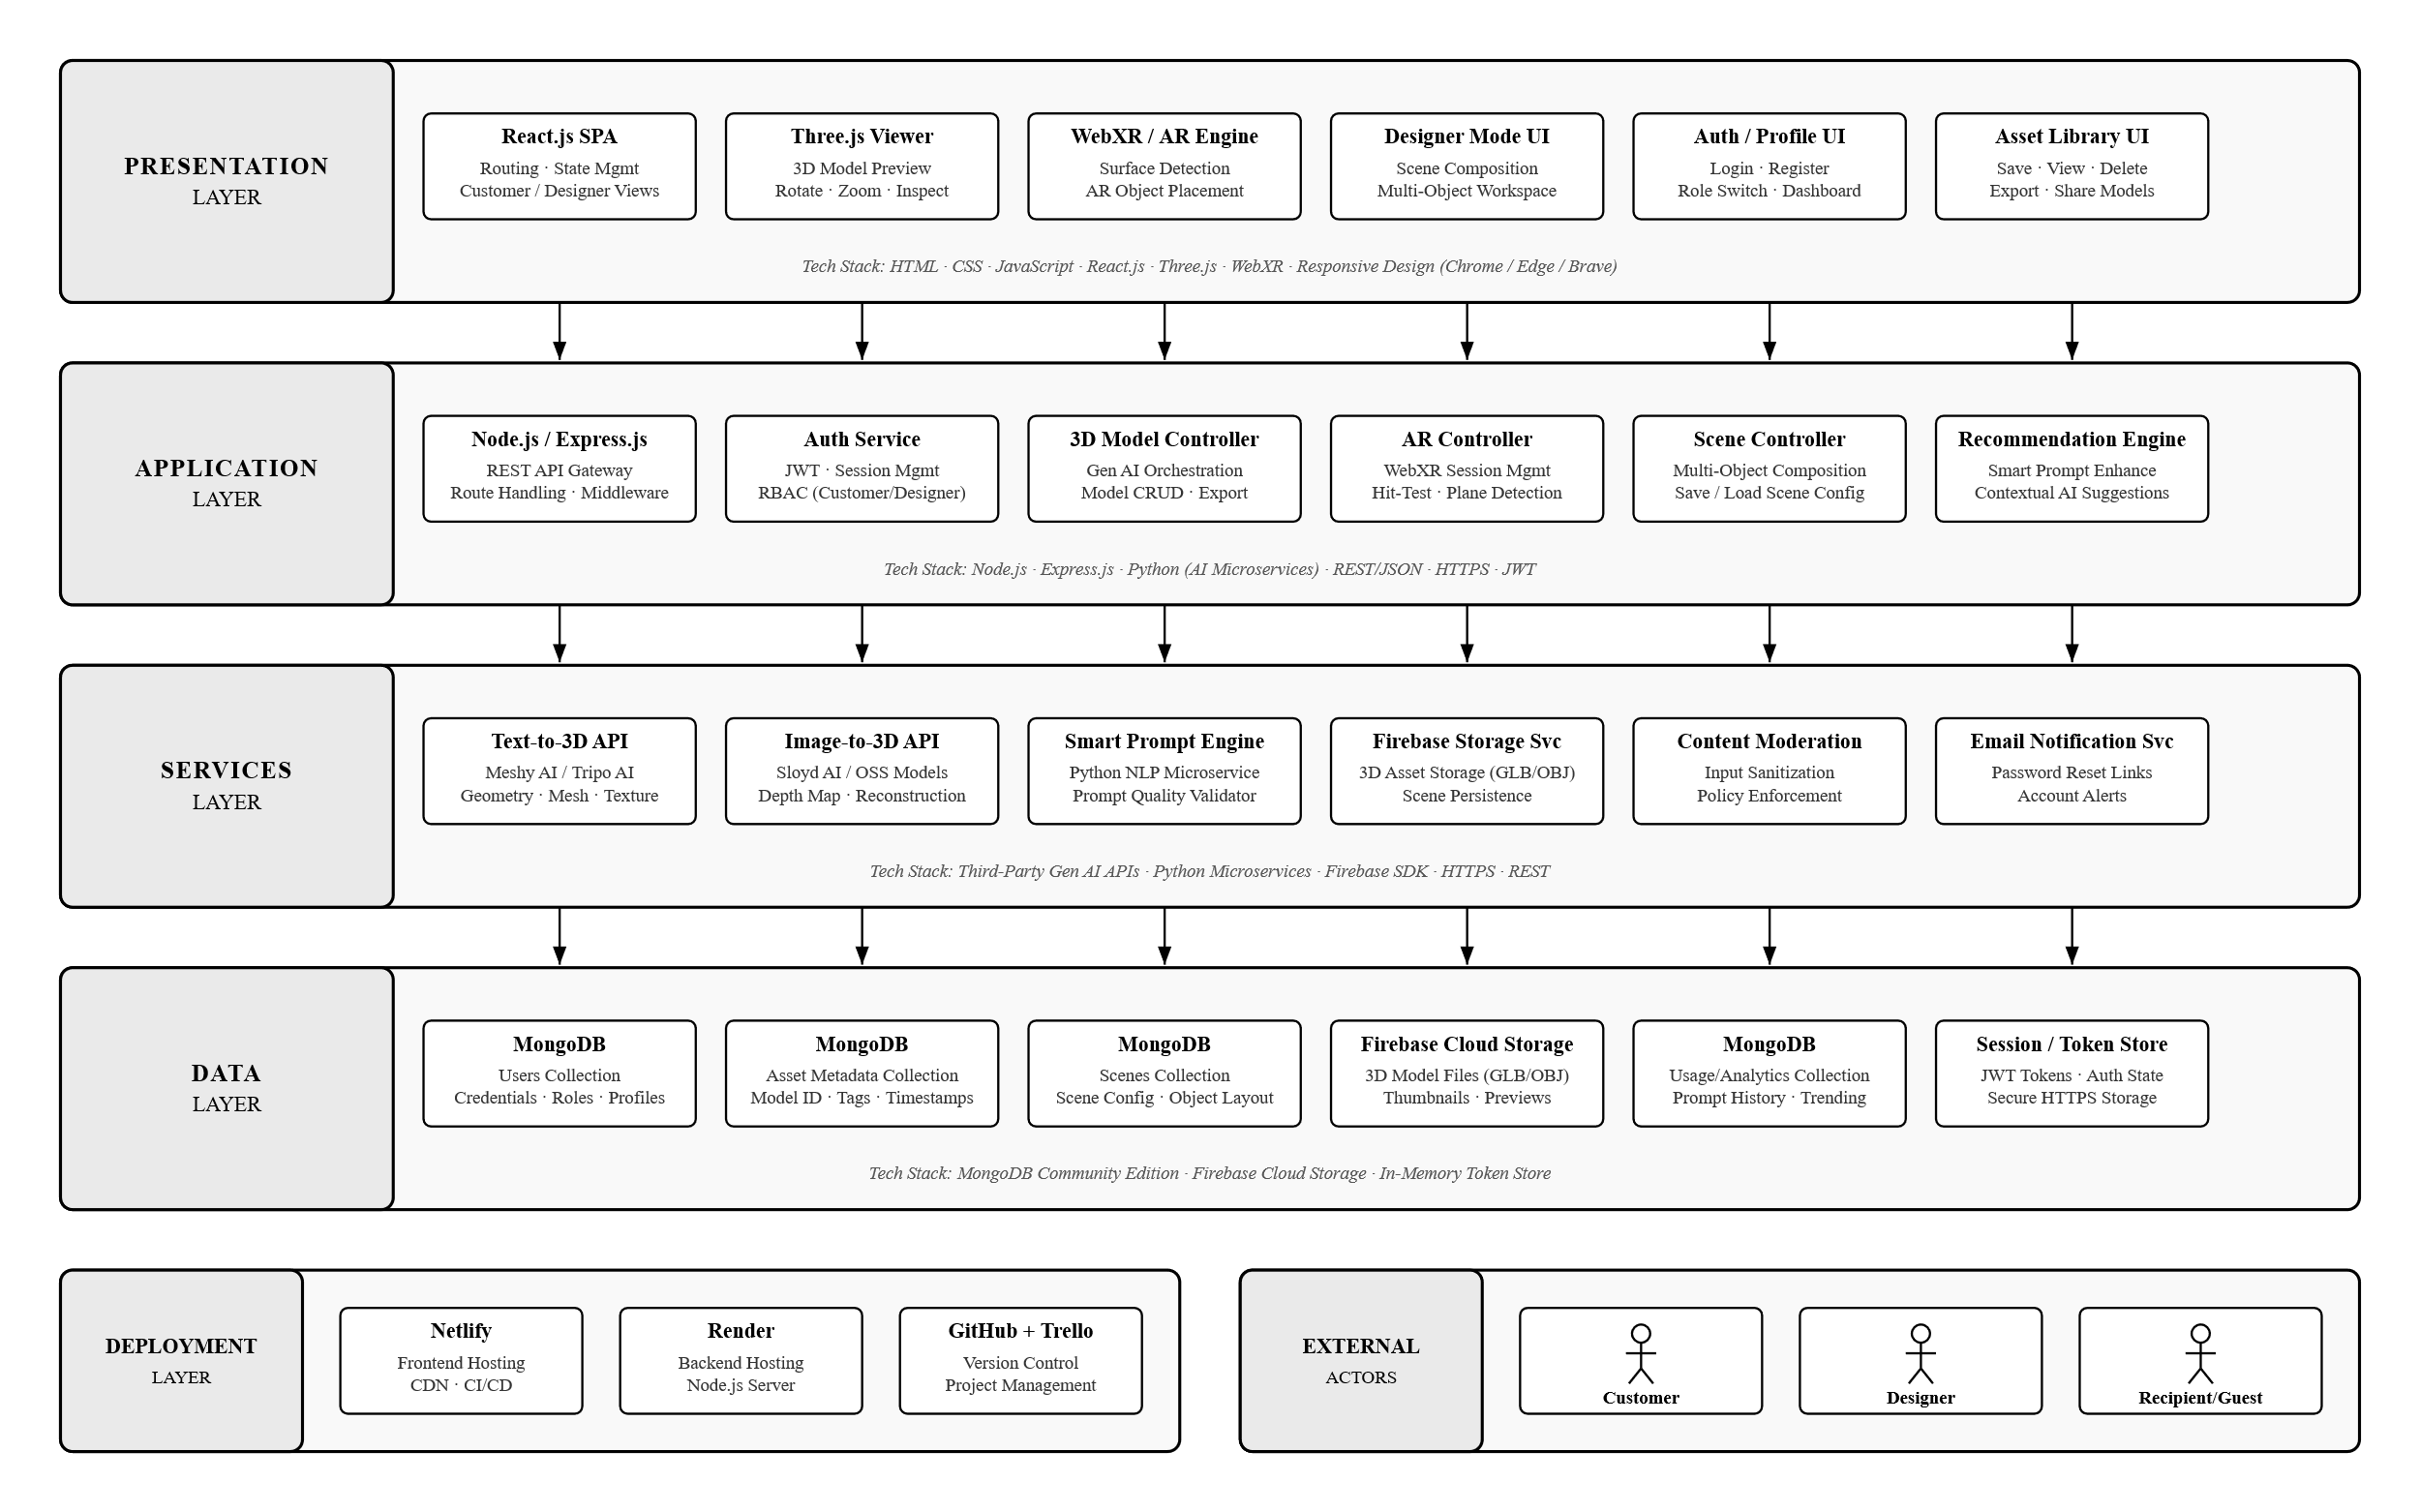 PRESENTATION
LAYER
React.js SPA
Routing · State Mgmt
Customer / Designer Views
Three.js Viewer
3D Model Preview
Rotate · Zoom · Inspect
WebXR / AR Engine
Surface Detection
AR Object Placement
Designer Mode UI
Scene Composition
Multi-Object Workspace
Auth / Profile UI
Login · Register
Role Switch · Dashboard
Asset Library UI
Save · View · Delete
Export · Share Models
Tech Stack: HTML · CSS · JavaScript · React.js · Three.js · WebXR · Responsive Design (Chrome / Edge / Brave)
APPLICATION
LAYER
Node.js / Express.js
REST API Gateway
Route Handling · Middleware
Auth Service
JWT · Session Mgmt
RBAC (Customer/Designer)
3D Model Controller
Gen AI Orchestration
Model CRUD · Export
AR Controller
WebXR Session Mgmt
Hit-Test · Plane Detection
Scene Controller
Multi-Object Composition
Save / Load Scene Config
Recommendation Engine
Smart Prompt Enhance
Contextual AI Suggestions
Tech Stack: Node.js · Express.js · Python (AI Microservices) · REST/JSON · HTTPS · JWT
SERVICES
LAYER
Text-to-3D API
Meshy AI / Tripo AI
Geometry · Mesh · Texture
Image-to-3D API
Sloyd AI / OSS Models
Depth Map · Reconstruction
Smart Prompt Engine
Python NLP Microservice
Prompt Quality Validator
Firebase Storage Svc
3D Asset Storage (GLB/OBJ)
Scene Persistence
Content Moderation
Input Sanitization
Policy Enforcement
Email Notification Svc
Password Reset Links
Account Alerts
Tech Stack: Third-Party Gen AI APIs · Python Microservices · Firebase SDK · HTTPS · REST
DATA
LAYER
MongoDB
Users Collection
Credentials · Roles · Profiles
MongoDB
Asset Metadata Collection
Model ID · Tags · Timestamps
MongoDB
Scenes Collection
Scene Config · Object Layout
Firebase Cloud Storage
3D Model Files (GLB/OBJ)
Thumbnails · Previews
MongoDB
Usage/Analytics Collection
Prompt History · Trending
Session / Token Store
JWT Tokens · Auth State
Secure HTTPS Storage
Tech Stack: MongoDB Community Edition · Firebase Cloud Storage · In-Memory Token Store
DEPLOYMENT
LAYER
Netlify
Frontend Hosting
CDN · CI/CD
Render
Backend Hosting
Node.js Server
GitHub + Trello
Version Control
Project Management
EXTERNAL
ACTORS
Customer
Designer
Recipient/Guest